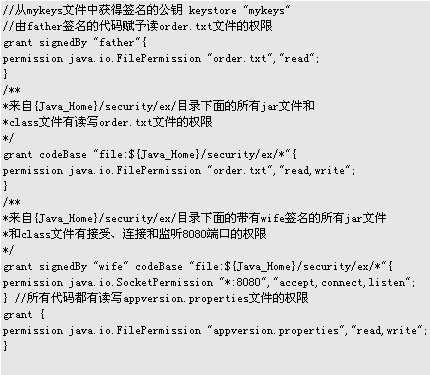 //从mykeys文件中获得签名的公钥 keystore "mykeys"
//由father签名的代码赋予读order.txt文件的权限
grant signedBy "father"{
permission java.io.FilePermission "order.txt","read";
}
/**
*来自{Java_Home}/security/ex/目录下面的所有jar文件和
*class文件有读写order.txt文件的权限
*/
grant codeBase "file:${Java_Home}/security/ex/*"{
permission java.io.FilePermission "order.txt","read,write";
}
/**
*来自{Java_Home}/security/ex/目录下面的带有wife签名的所有jar文件
*和class文件有接受、连接和监听8080端口的权限
*/
grant signedBy "wife" codeBase "file:${Java_Home}/security/ex/*"{
permission java.io.SocketPermission "*:8080","accept,connect,listen";
} //所有代码都有读写appversion.properties文件的权限
grant {
permission java.io.FilePermission "appversion.properties","read,write";
}